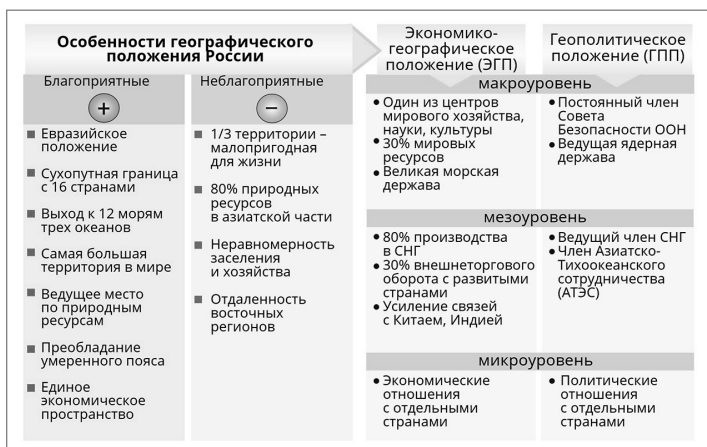 Особенности географического
положения России
Благоприятные
+
Евразийское
положение
Сухопутная граница
с 16 странами
Выход к 12 морям
трех океанов
Самая большая
территория в мире
Ведущее место
по природным
ресурсам
Преобладание
умеренного пояса
Единое
экономическое
пространство
Неблагоприятные
−
1/3 территории –
малопригодная
для жизни
80% природных
ресурсов
в азиатской части
Неравномерность
заселения
и хозяйства
Отдаленность
восточных
регионов
Экономико-
географическое
положение (ЭГП)
Геополитическое
положение (ГПП)
макроуровень
Один из центров
мирового хозяйства,
науки, культуры
30% мировых
ресурсов
Великая морская
держава
Постоянный член
Совета
Безопасности ООН
Ведущая ядерная
держава
мезоуровень
80% производства
в СНГ
30% внешнеторгового
оборота с развитыми
странами
Усиление связей
с Китаем, Индией
Ведущий член СНГ
Член Азиатско-
Тихоокеанского
сотрудничества
(АТЭС)
микроуровень
Экономические
отношения
с отдельными
странами
Политические
отношения
с отдельными
странами